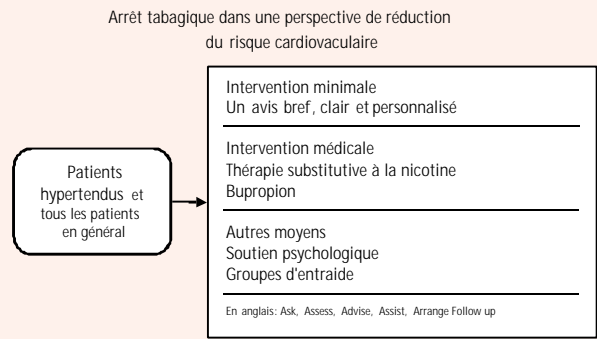 Arrêt tabagique dans une perspective de réduction
du risque cardiovaculaire
Intervention minimale
Un avis bref, clair et personnalisé
Intervention médicale
Thérapie substitutive à la nicotine
Bupropion
Patients
hypertendus et
tous les patients
en général
Autres moyens
Soutien psychologique
Groupes d'entraide
En anglais: Ask, Assess, Advise, Assist, Arrange Follow up